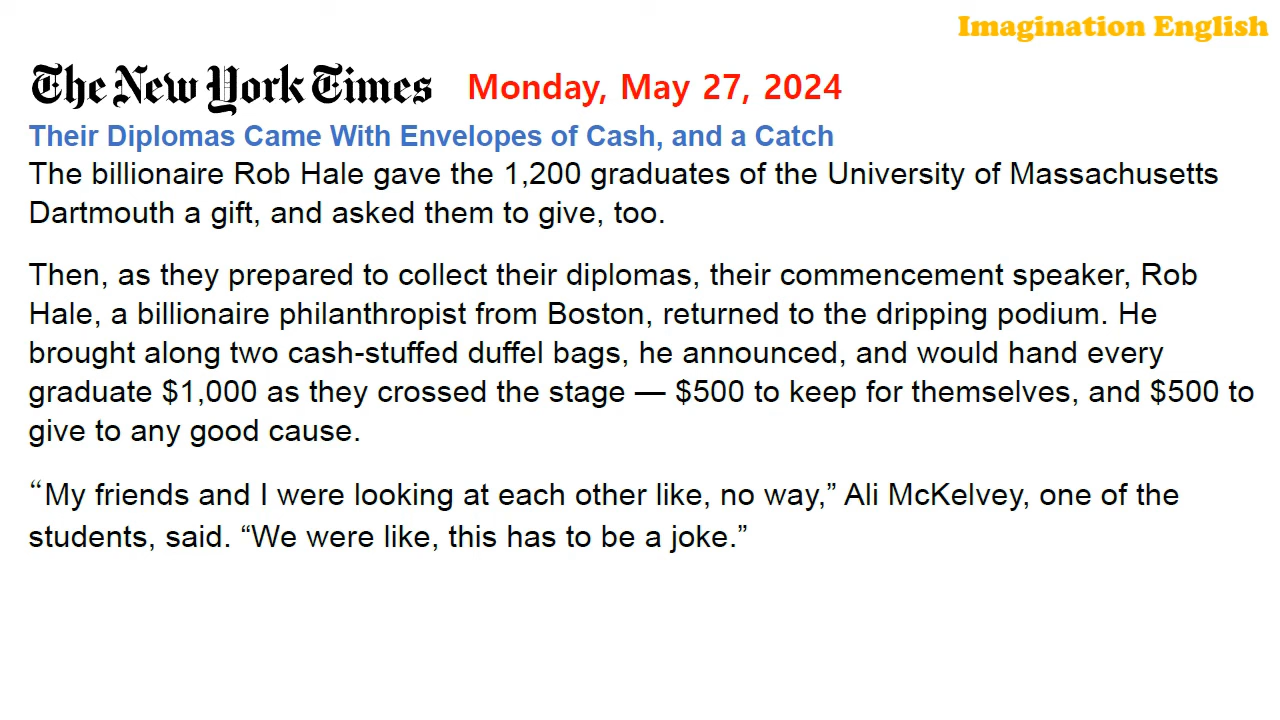 Imagination English
The New York Times Monday, May 27, 2024
Their Diplomas Came With Envelopes of Cash, and a Catch
The billionaire Rob Hale gave the 1,200 graduates of the University of Massachusetts
Dartmouth a gift, and asked them to give, too.
Then, as they prepared to collect their diplomas, their commencement speaker, Rob
Hale, a billionaire philanthropist from Boston, returned to the dripping podium. He
brought along two cash-stuffed duffel bags, he announced, and would hand every
graduate $1,000 as they crossed the stage — $500 to keep for themselves, and $500 to
give to any good cause.
“My friends and I were looking at each other like, no way,” Ali McKelvey, one of the
students, said. “We were like, this has to be a joke.”